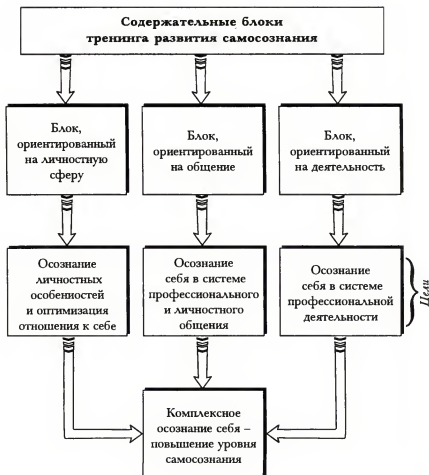 Содержательные блоки
тренинга развития самосознания
Блок,
ориентированный
на личностную
сферу
Блок,
ориентированный
на общение
Блок,
ориентированный
на деятельность
Осознание
личностных
особенностей
и оптимизация
отношения к себе
Осознание
себя в системе
профессионального
и личностного
общения
Осознание
себя в системе
профессиональной
деятельности
Цели
Комплексное
осознание себя –
повышение уровня
самосознания